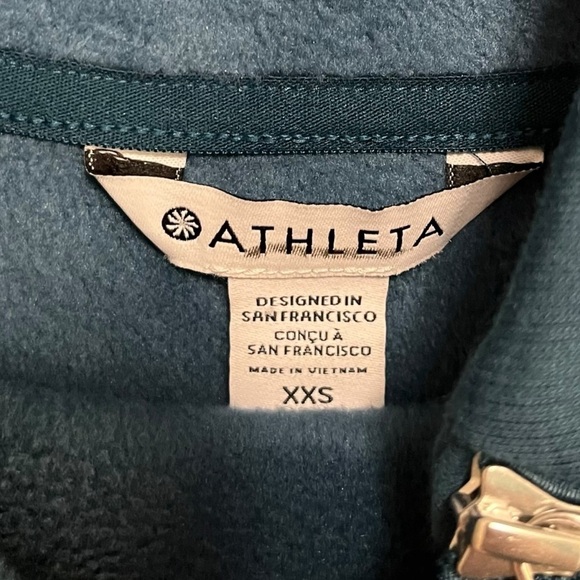 ATHLETA
DESIGNED IN
SAN FRANCISCO
CONÇU À
SAN FRANCISCO
MADE IN VIETNAM
XXS